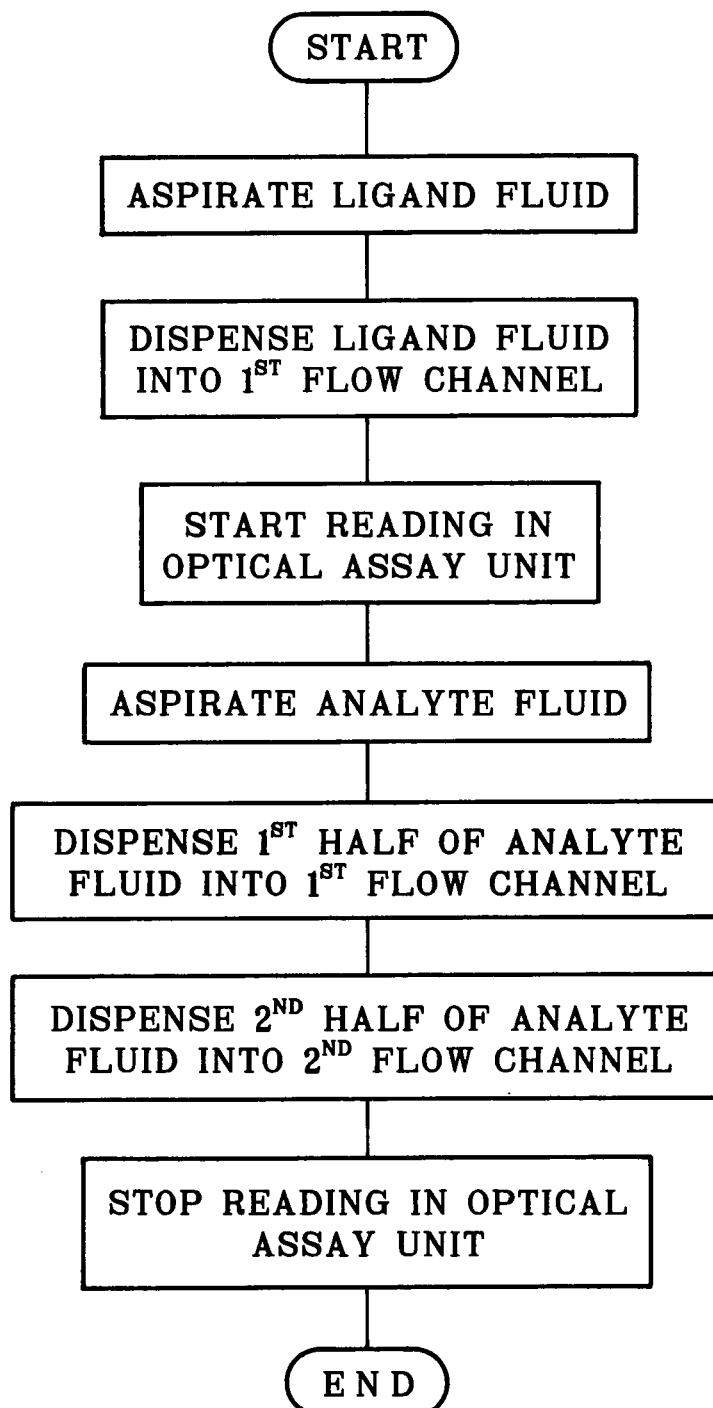 START
ASPIRATE LIGAND FLUID
DISPENSE LIGAND FLUID
INTO 1ST FLOW CHANNEL
START READING IN
OPTICAL ASSAY UNIT
ASPIRATE ANALYTE FLUID
DISPENSE 1ST HALF OF ANALYTE
FLUID INTO 1ST FLOW CHANNEL
DISPENSE 2ND HALF OF ANALYTE
FLUID INTO 2ND FLOW CHANNEL
STOP READING IN OPTICAL
ASSAY UNIT
END